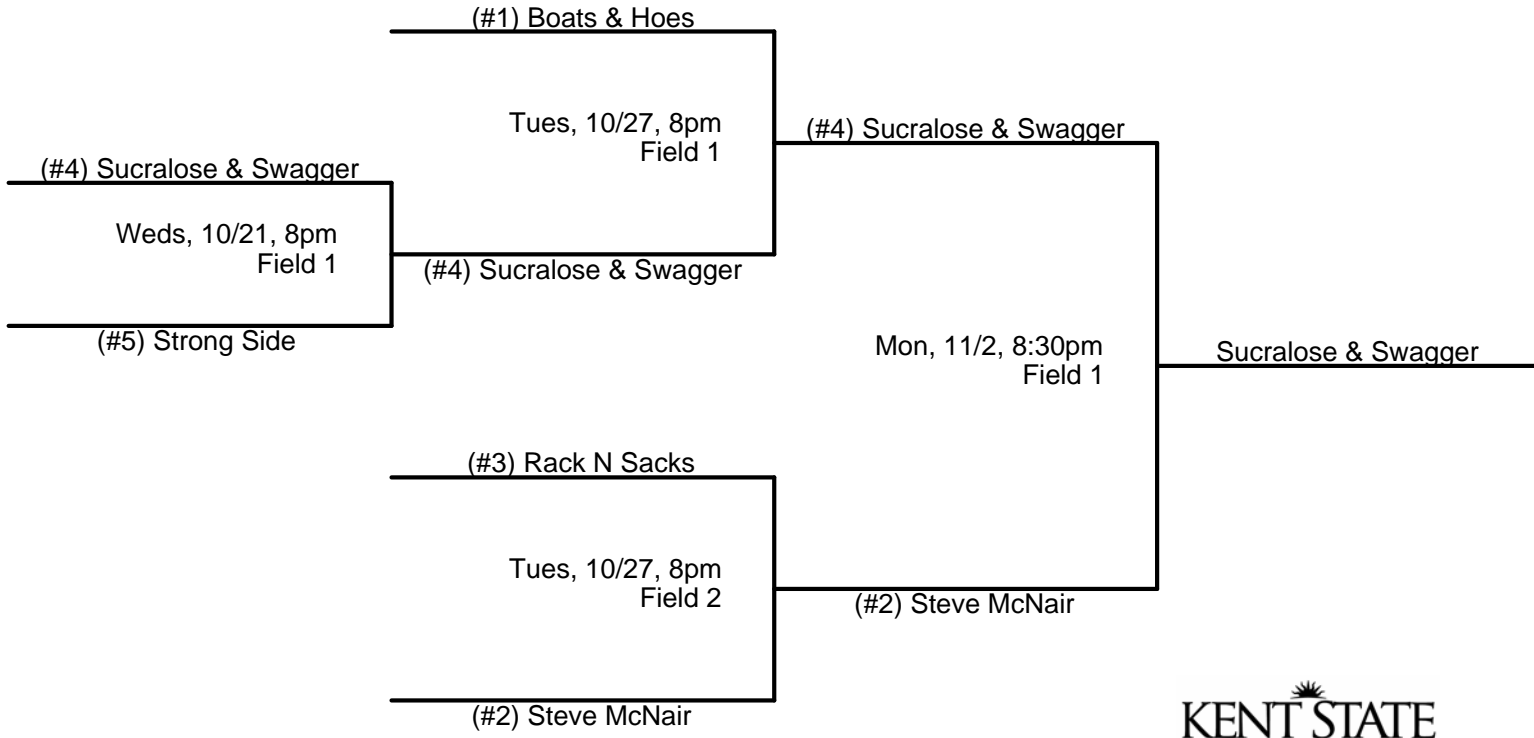 (#1) Boats & Hoes
Tues, 10/27, 8pm
Field 1
(#4) Sucralose & Swagger
(#4) Sucralose & Swagger
Weds, 10/21, 8pm
Field 1
(#4) Sucralose & Swagger
(#5) Strong Side
Mon, 11/2, 8:30pm
Field 1
Sucralose & Swagger
(#3) Rack N Sacks
Tues, 10/27, 8pm
Field 2
(#2) Steve McNair
(#2) Steve McNair
KENT STATE